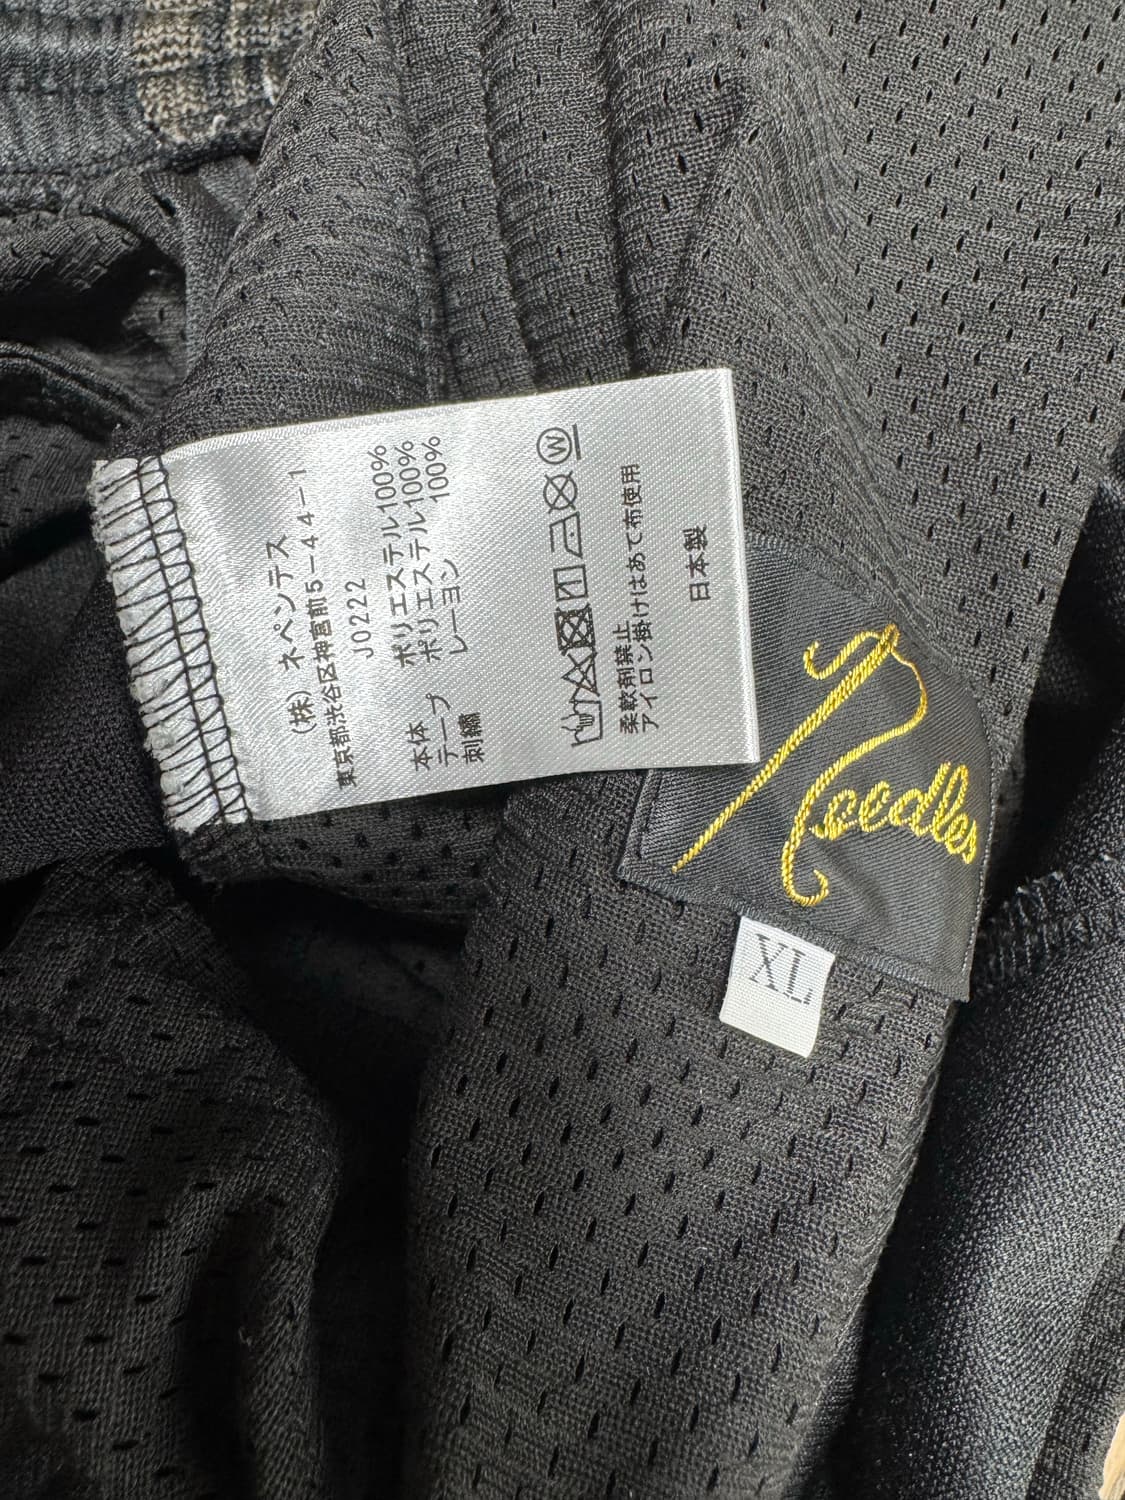 (株) ネペンテス
東京都渋谷区神宮前5-44-1
J0222
本体 ポリエステル100%
テープ ポリエステル100%
刺繍 レーヨン 100%
W
柔軟剤禁止
アイロン掛けはあて布使用
日本製
Needles
XL